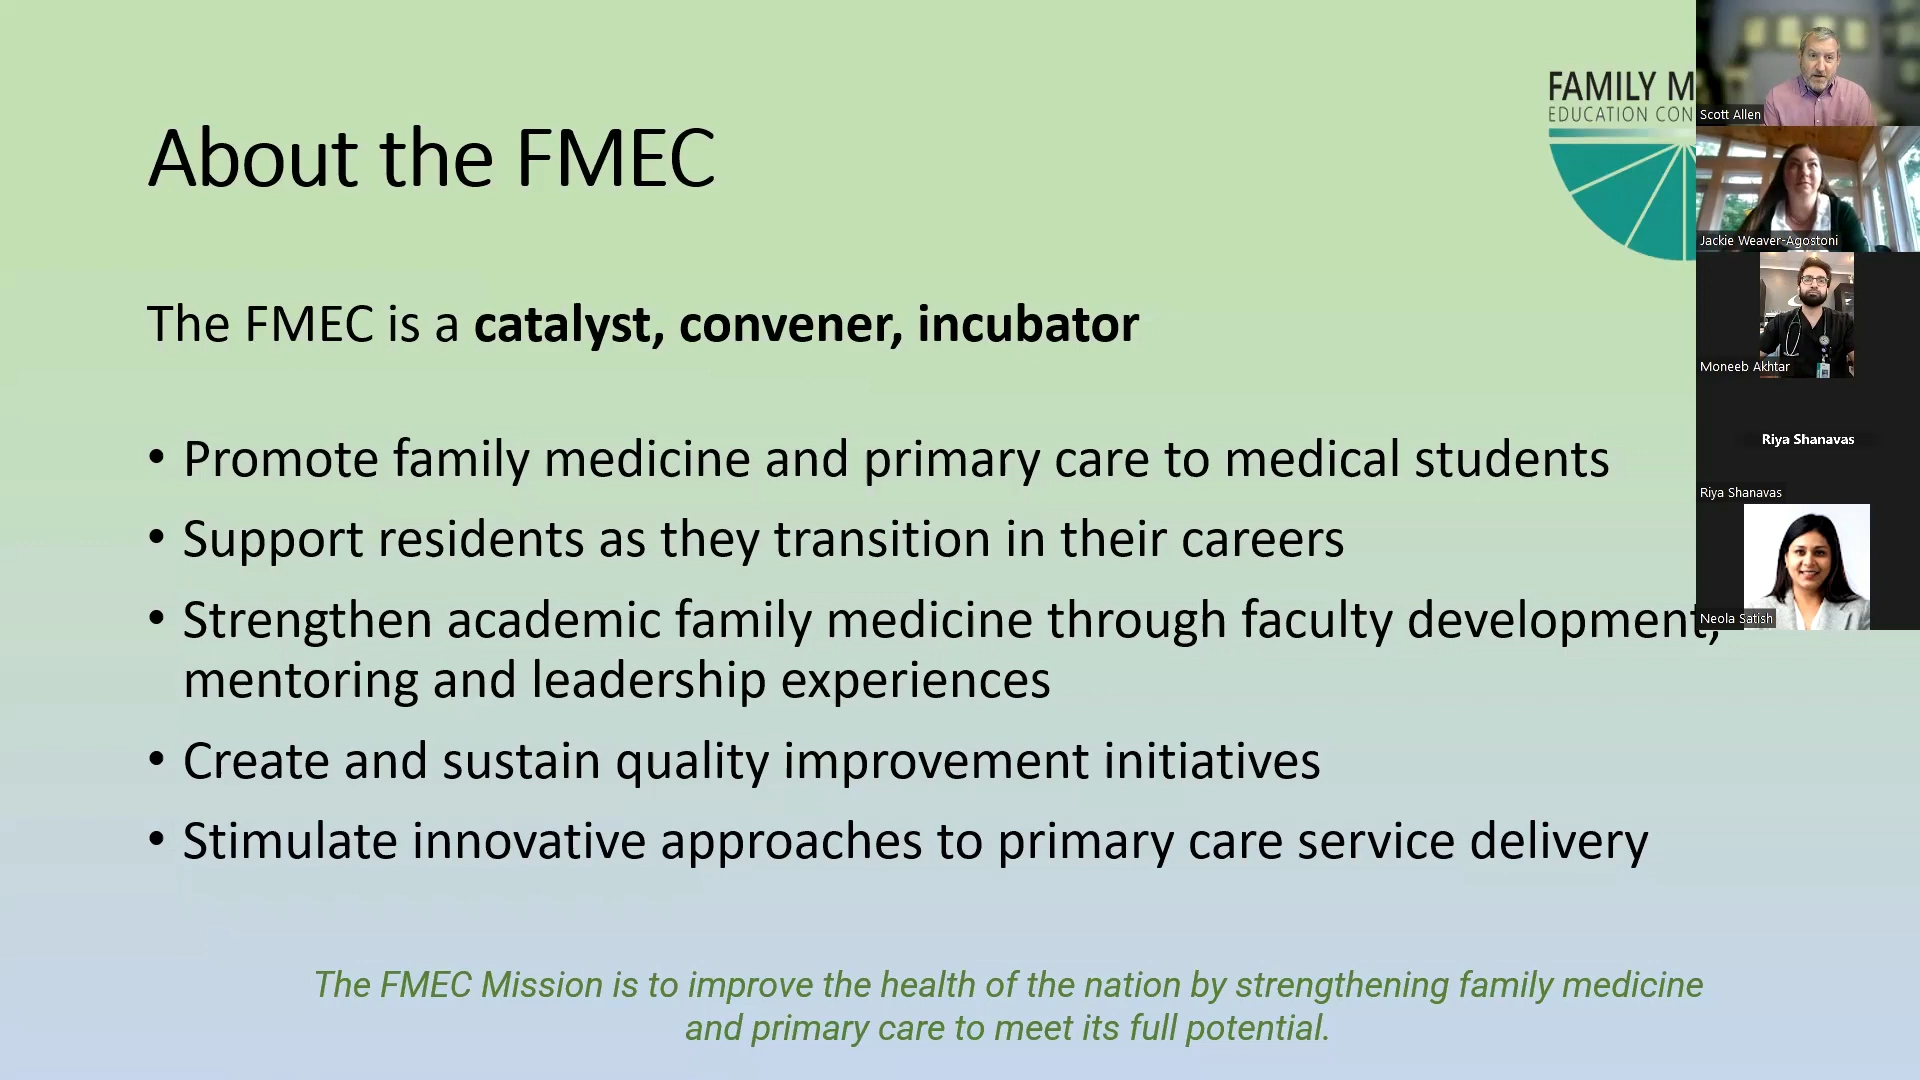 About the FMEC
FAMILY M
EDUCATION CON
The FMEC is a catalyst, convener, incubator
• Promote family medicine and primary care to medical students
• Support residents as they transition in their careers
• Strengthen academic family medicine through faculty development,
mentoring and leadership experiences
• Create and sustain quality improvement initiatives
• Stimulate innovative approaches to primary care service delivery
The FMEC Mission is to improve the health of the nation by strengthening family medicine
and primary care to meet its full potential.
Scott Allen
Jackie Weaver-Agostoni
Moneeb Akhtar
Riya Shanavas
Riya Shanavas
Neola Satish